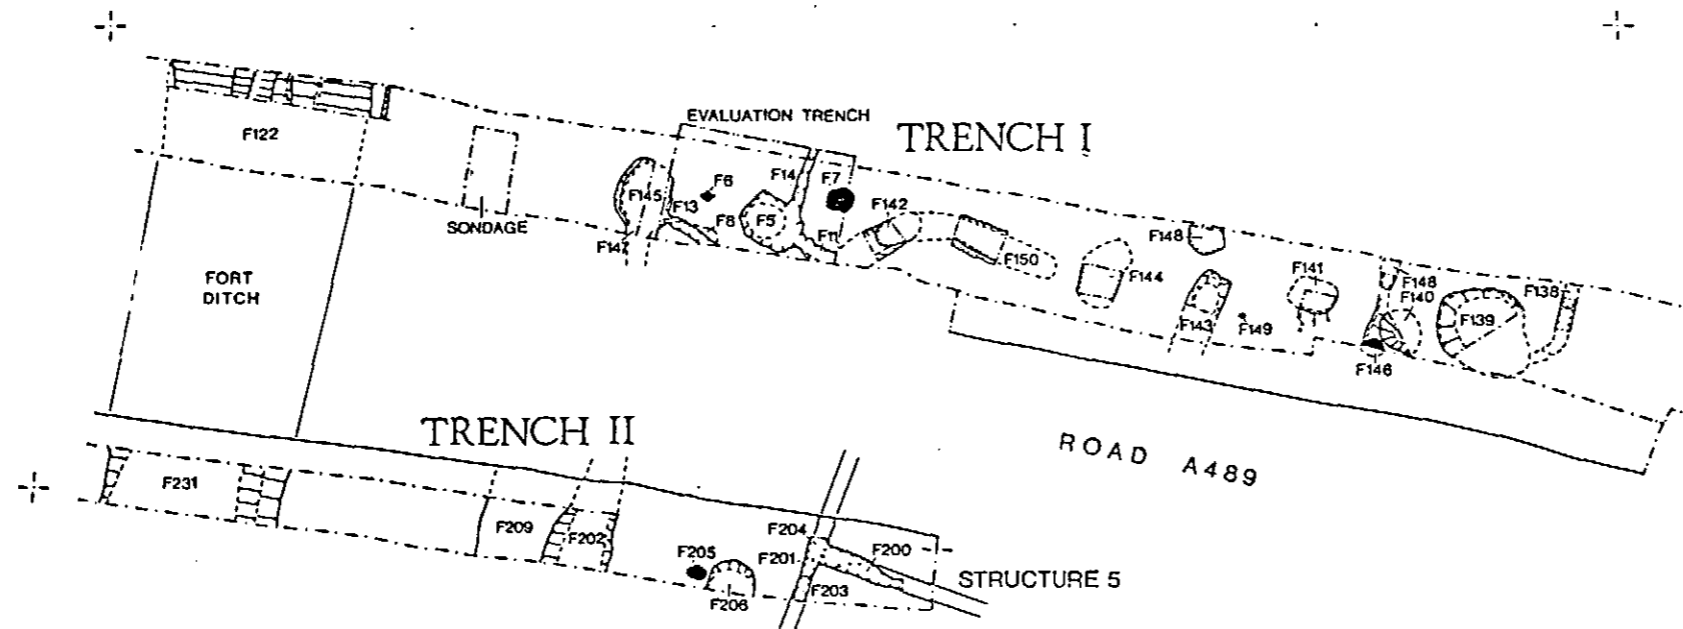 EVALUATION TRENCH
TRENCH I
F122
F6
F14
F7
F145
F13
F8
F5
F142
F11
F147
SONDAGE
F148
F150
F144
F141
F148
F140
F138
F139
F143
F149
F146
FORT
DITCH
TRENCH II
ROAD A489
F231
F209
F202
F204
F205
F201
F200
F203
F206
STRUCTURE 5